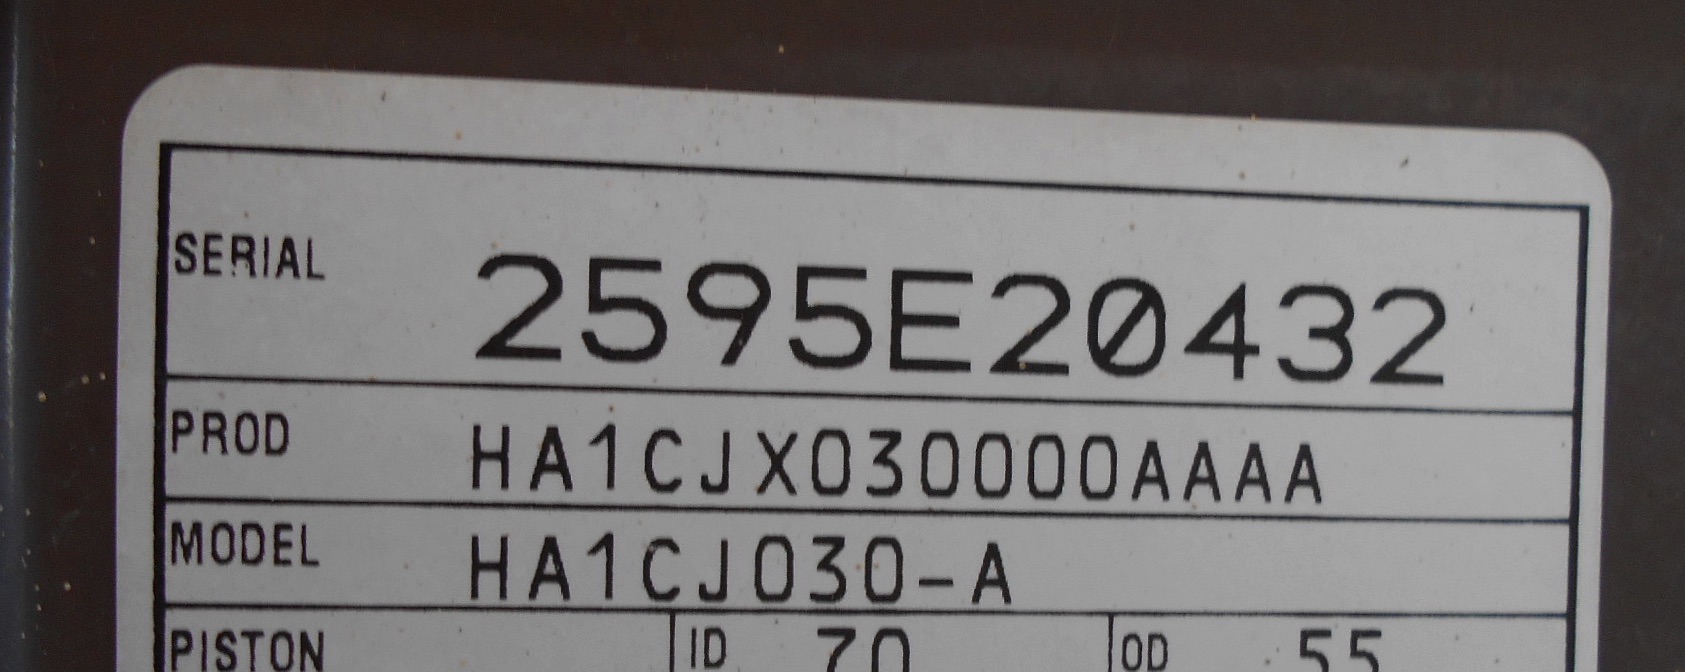 SERIAL 2595E20432
PROD HA1CJX030000AAAA
MODEL HA1CJ030-A
PISTON ID 70 OD 55